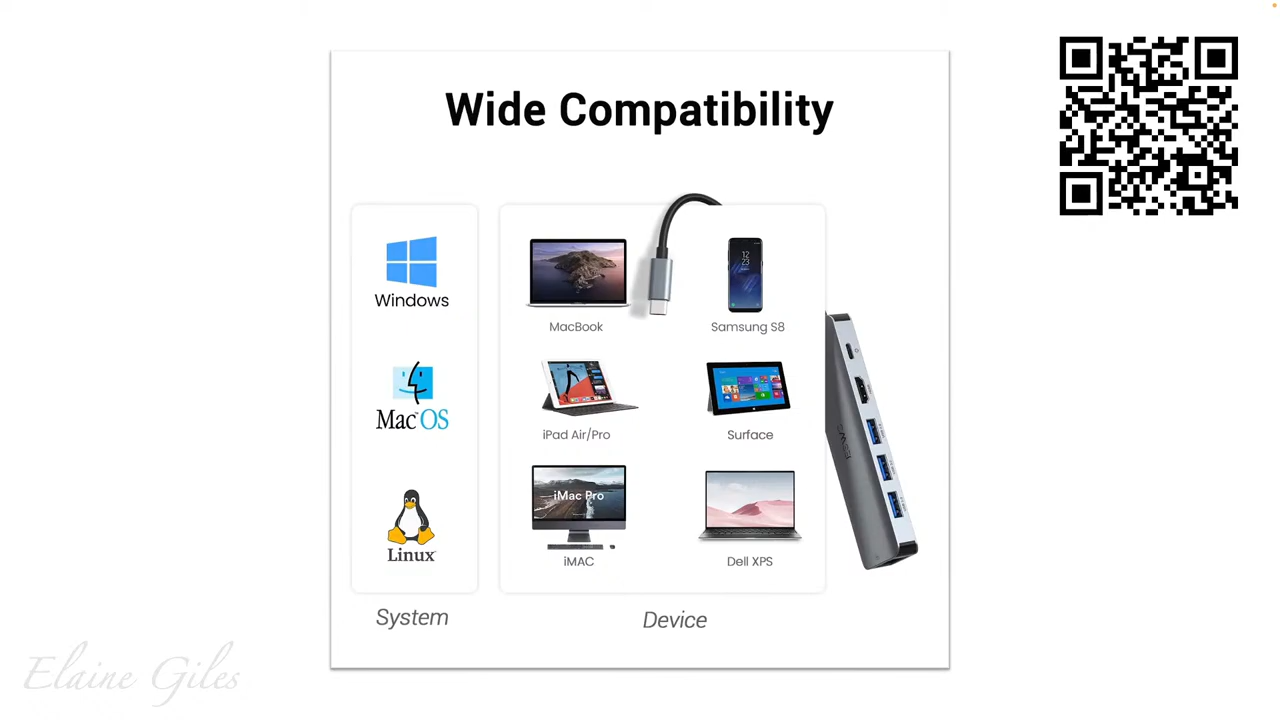 Wide Compatibility
Windows
Mac OS
Linux
System
MacBook
Samsung S8
iPad Air/Pro
Surface
iMac Pro
iMAC
Dell XPS
Device
Elaine Giles